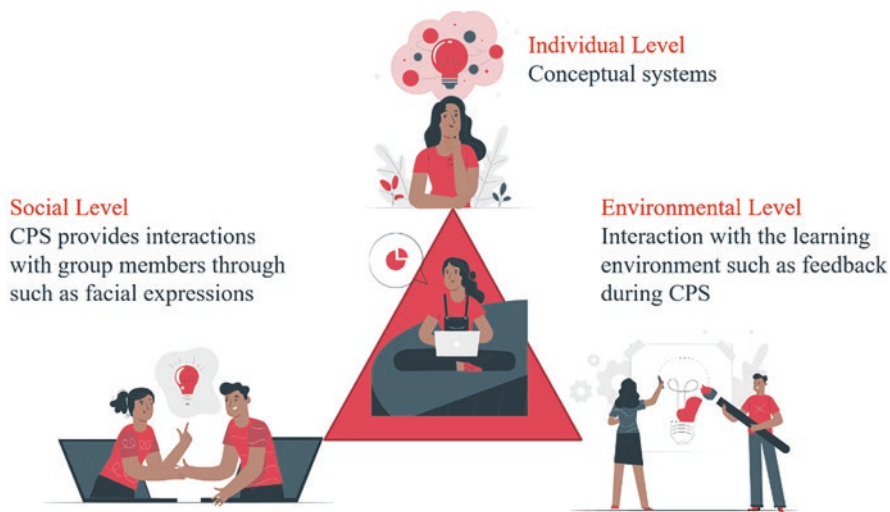 Individual Level
Conceptual systems
Social Level
CPS provides interactions
with group members through
such as facial expressions
Environmental Level
Interaction with the learning
environment such as feedback
during CPS